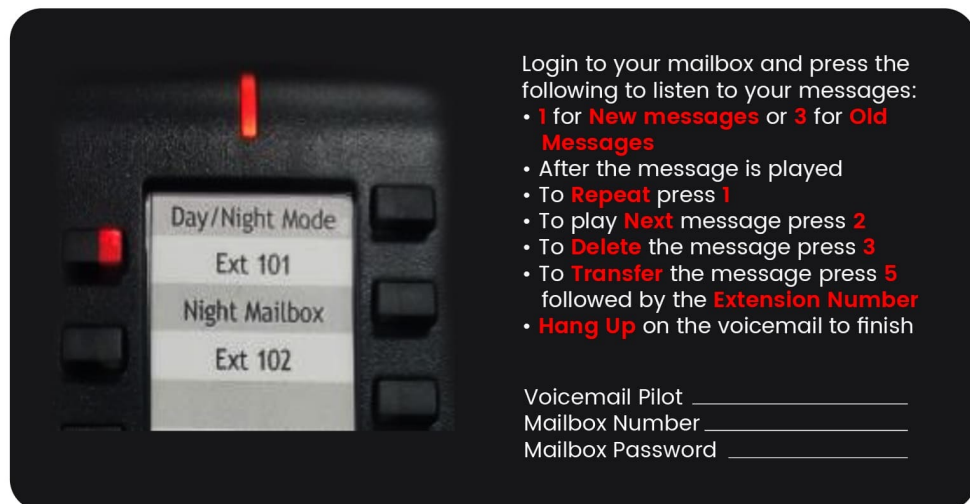 Day/Night Mode
Ext 101
Night Mailbox
Ext 102
Login to your mailbox and press the
following to listen to your messages:
• 1 for New messages or 3 for Old
Messages
• After the message is played
• To Repeat press 1
• To play Next message press 2
• To Delete the message press 3
• To Transfer the message press 5
followed by the Extension Number
• Hang Up on the voicemail to finish
Voicemail Pilot
Mailbox Number
Mailbox Password